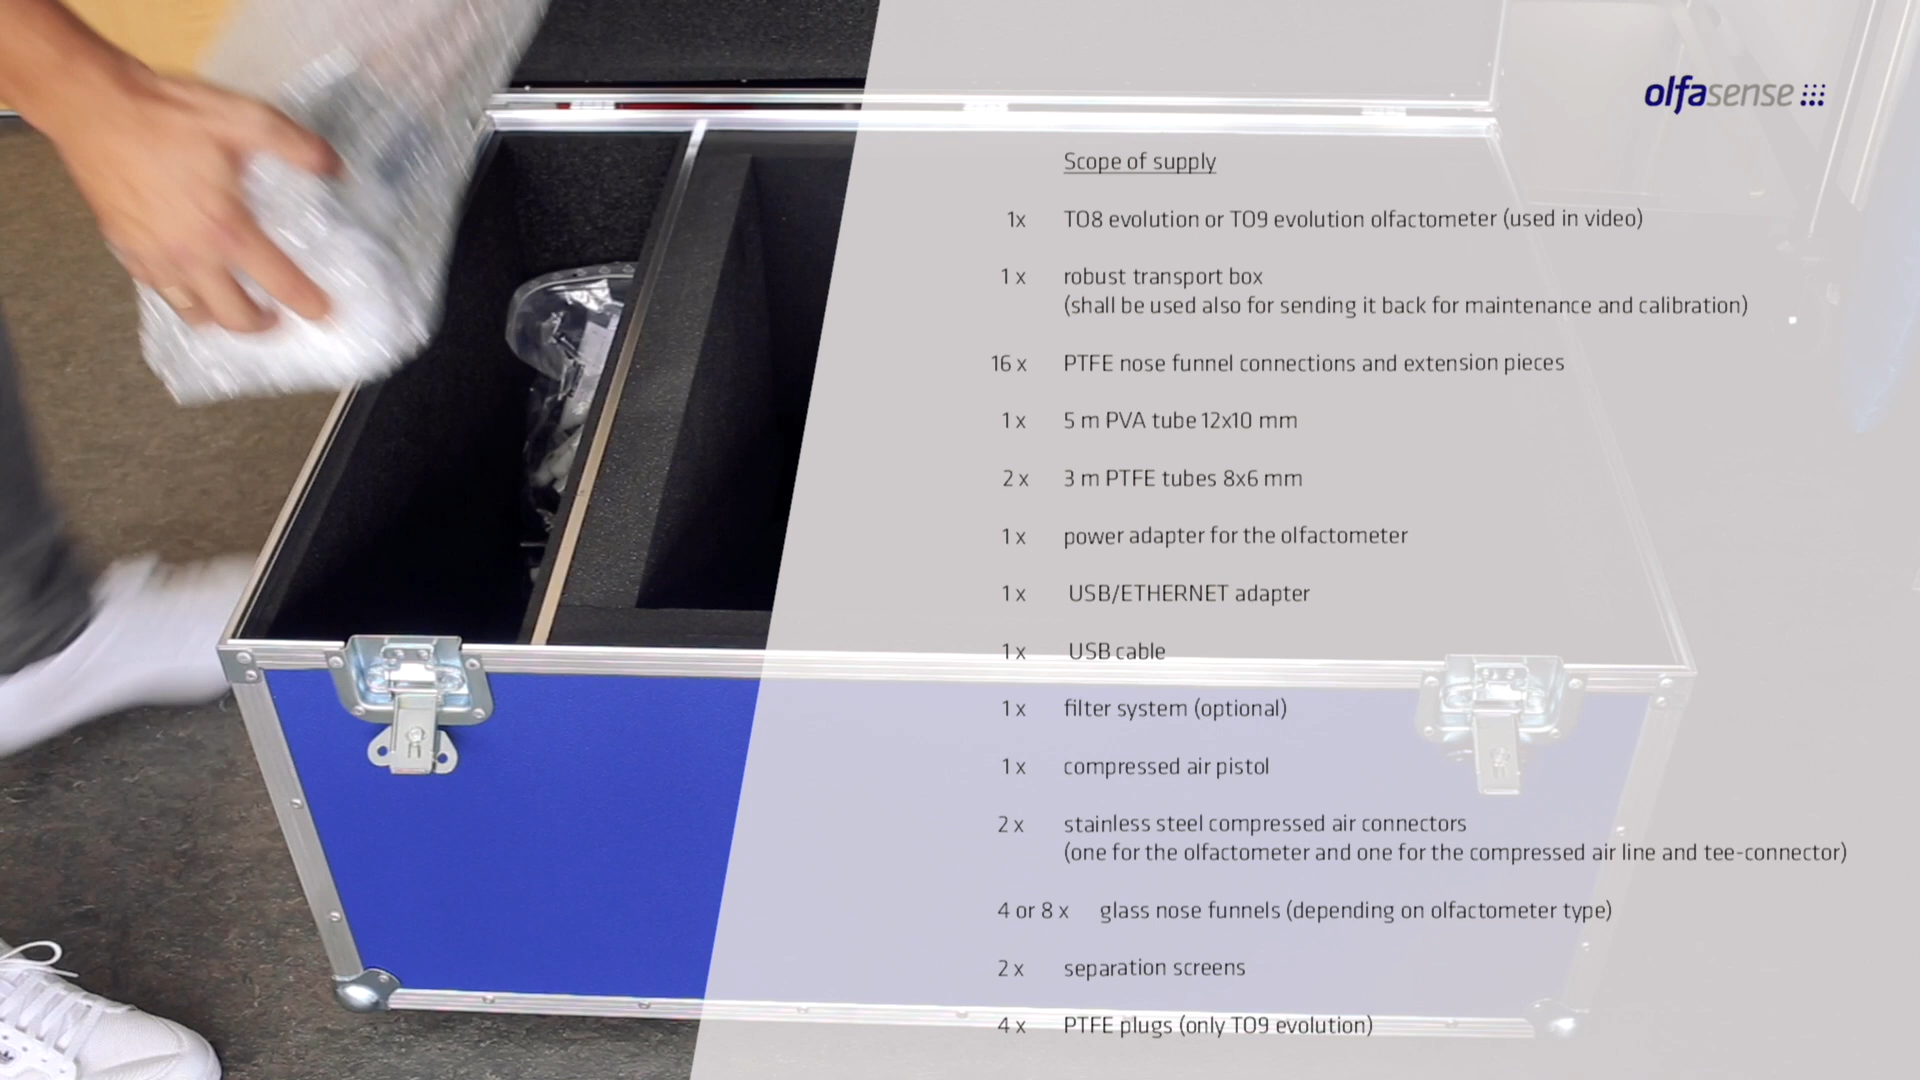 olfasense
Scope of supply
1x TO8 evolution or TO9 evolution olfactometer (used in video)
1 x robust transport box
(shall be used also for sending it back for maintenance and calibration)
16 x PTFE nose funnel connections and extension pieces
1 x 5 m PVA tube 12x10 mm
2 x 3 m PTFE tubes 8x6 mm
1 x power adapter for the olfactometer
1 x USB/ETHERNET adapter
1 x USB cable
1 x filter system (optional)
1 x compressed air pistol
2 x stainless steel compressed air connectors
(one for the olfactometer and one for the compressed air line and tee-connector)
4 or 8 x glass nose funnels (depending on olfactometer type)
2 x separation screens
4 x PTFE plugs (only TO9 evolution)